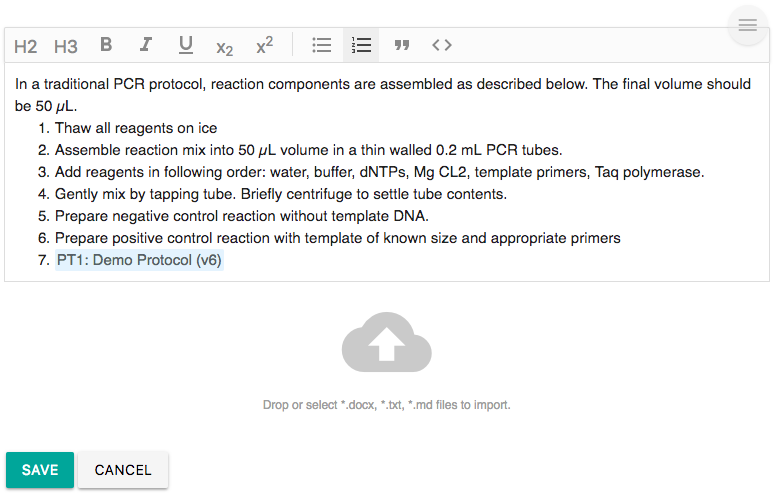 H2 H3 B I U x₂ x²
In a traditional PCR protocol, reaction components are assembled as described below. The final volume should
be 50 μL.
1. Thaw all reagents on ice
2. Assemble reaction mix into 50 μL volume in a thin walled 0.2 mL PCR tubes.
3. Add reagents in following order: water, buffer, dNTPs, Mg CL2, template primers, Taq polymerase.
4. Gently mix by tapping tube. Briefly centrifuge to settle tube contents.
5. Prepare negative control reaction without template DNA.
6. Prepare positive control reaction with template of known size and appropriate primers
7. PT1: Demo Protocol (v6)
Drop or select *.docx, *.txt, *.md files to import.
SAVE CANCEL